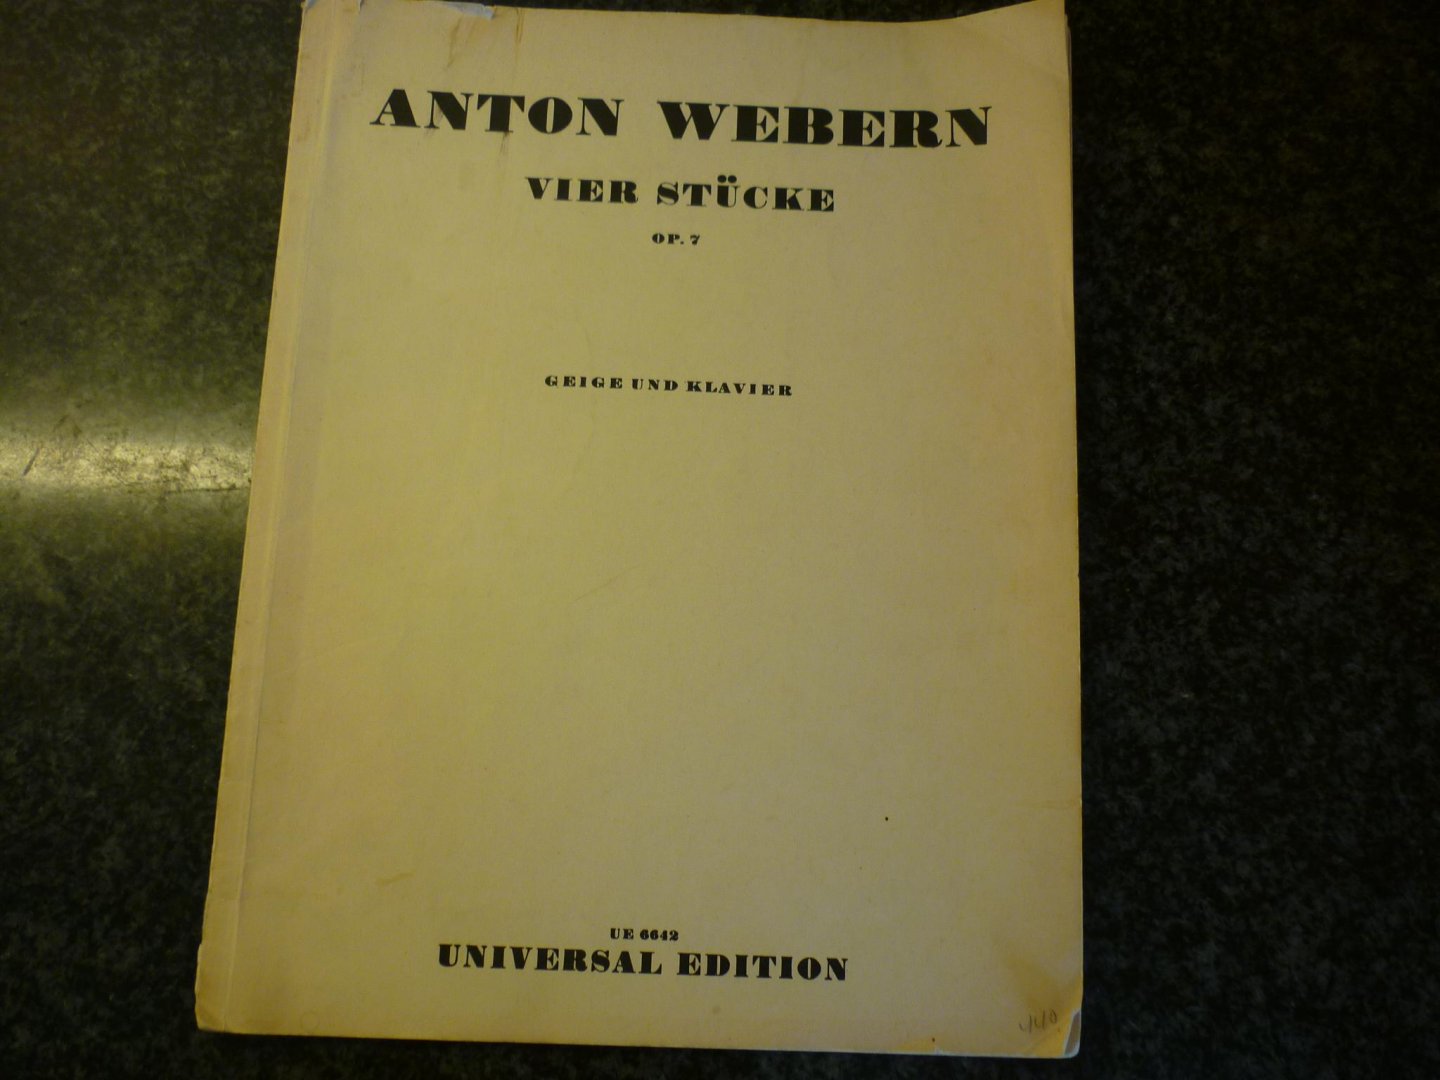 ANTON WEBERN
VIER STÜCKE
OP. 7
GEIGE UND KLAVIER
UE 6642
UNIVERSAL EDITION